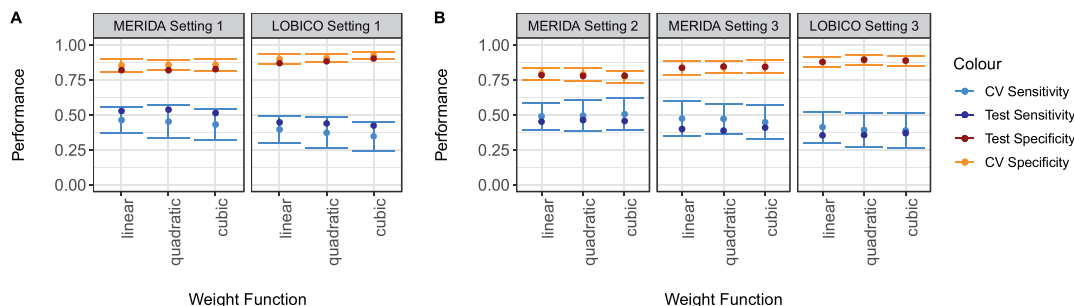 A
MERIDA Setting 1
LOBICO Setting 1
Performance
1.00
0.75
0.50
0.25
0.00
linear
quadratic
cubic
linear
quadratic
cubic
Weight Function
B
MERIDA Setting 2
MERIDA Setting 3
LOBICO Setting 3
Performance
1.00
0.75
0.50
0.25
0.00
linear
quadratic
cubic
linear
quadratic
cubic
linear
quadratic
cubic
Weight Function
Colour
CV Sensitivity
Test Sensitivity
Test Specificity
CV Specificity